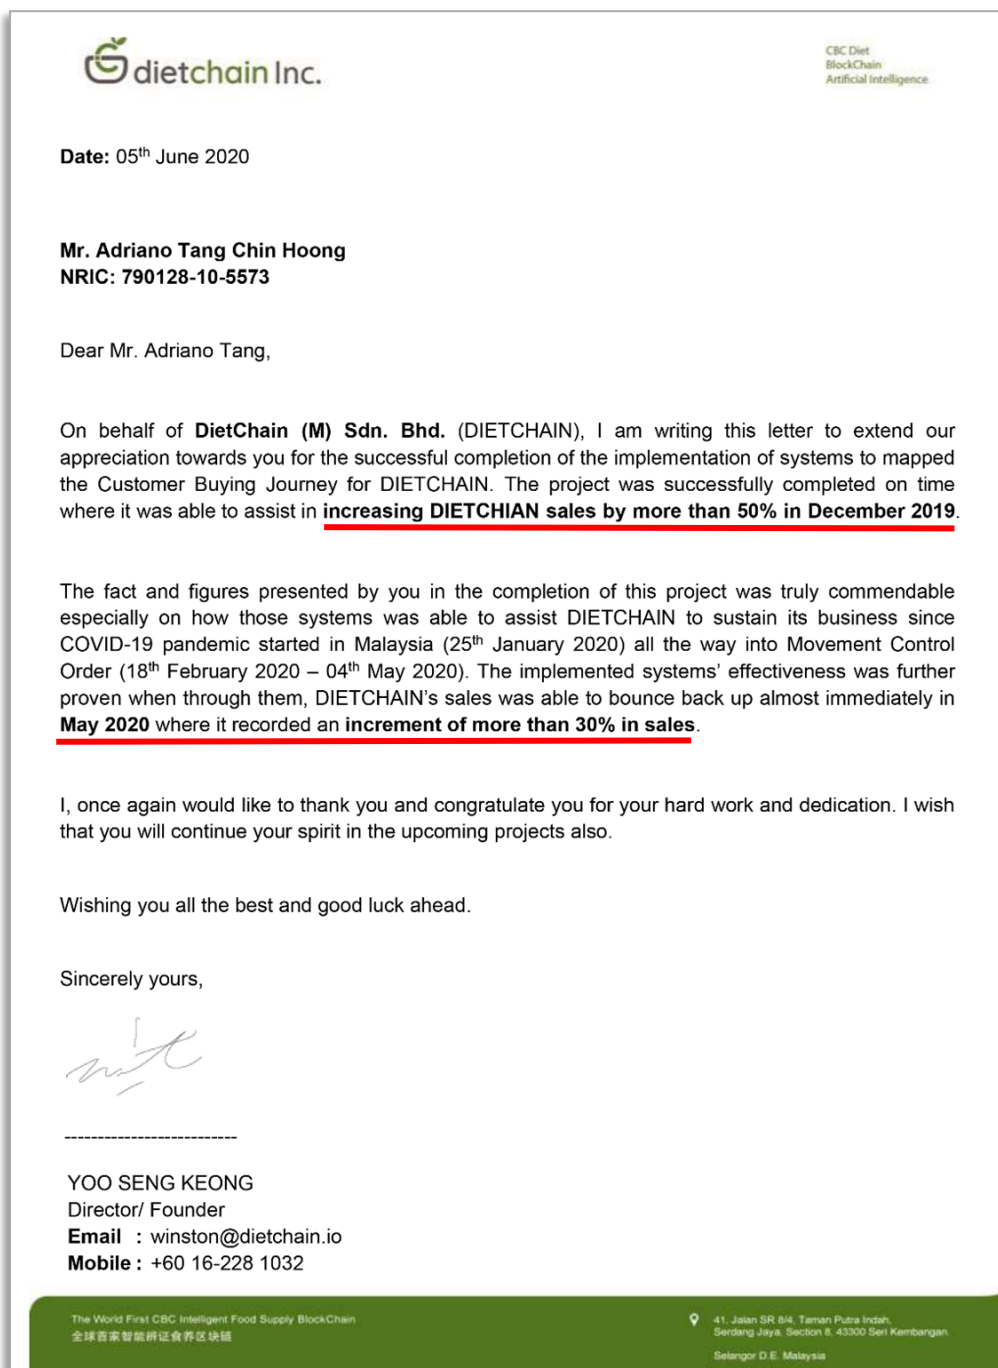 dietchain Inc.
CBC Diet
BlockChain
Artificial Intelligence
Date: 05th June 2020
Mr. Adriano Tang Chin Hoong
NRIC: 790128-10-5573
Dear Mr. Adriano Tang,
On behalf of DietChain (M) Sdn. Bhd. (DIETCHAIN), I am writing this letter to extend our
appreciation towards you for the successful completion of the implementation of systems to mapped
the Customer Buying Journey for DIETCHAIN. The project was successfully completed on time
where it was able to assist in increasing DIETCHIAN sales by more than 50% in December 2019.
The fact and figures presented by you in the completion of this project was truly commendable
especially on how those systems was able to assist DIETCHAIN to sustain its business since
COVID-19 pandemic started in Malaysia (25th January 2020) all the way into Movement Control
Order (18th February 2020 – 04th May 2020). The implemented systems' effectiveness was further
proven when through them, DIETCHAIN's sales was able to bounce back up almost immediately in
May 2020 where it recorded an increment of more than 30% in sales.
I, once again would like to thank you and congratulate you for your hard work and dedication. I wish
that you will continue your spirit in the upcoming projects also.
Wishing you all the best and good luck ahead.
Sincerely yours,
--------------------------
YOO SENG KEONG
Director/ Founder
Email : winston@dietchain.io
Mobile : +60 16-228 1032
The World First CBC Intelligent Food Supply BlockChain
全球首家智能辨证食养区块链
41, Jalan SR 8/4, Taman Putra Indah,
Serdang Jaya, Section 8, 43300 Seri Kembangan.
Selangor D.E. Malaysia